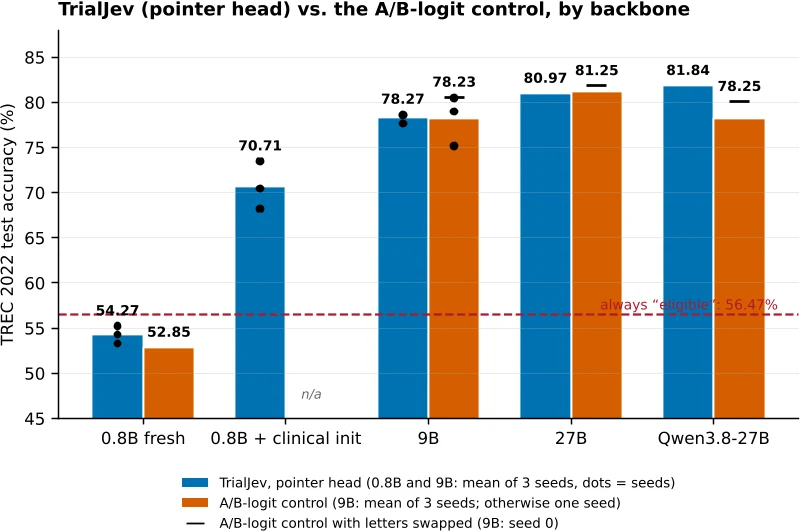 TrialJev (pointer head) vs. the A/B-logit control, by backbone
TREC 2022 test accuracy (%)
85
80
75
70
65
60
55
50
45
54.27
52.85
70.71
n/a
78.27
78.23
80.97
81.25
81.84
78.25
always “eligible”: 56.47%
0.8B fresh
0.8B + clinical init
9B
27B
Qwen3.8-27B
TrialJev, pointer head (0.8B and 9B: mean of 3 seeds, dots = seeds)
A/B-logit control (9B: mean of 3 seeds; otherwise one seed)
A/B-logit control with letters swapped (9B: seed 0)